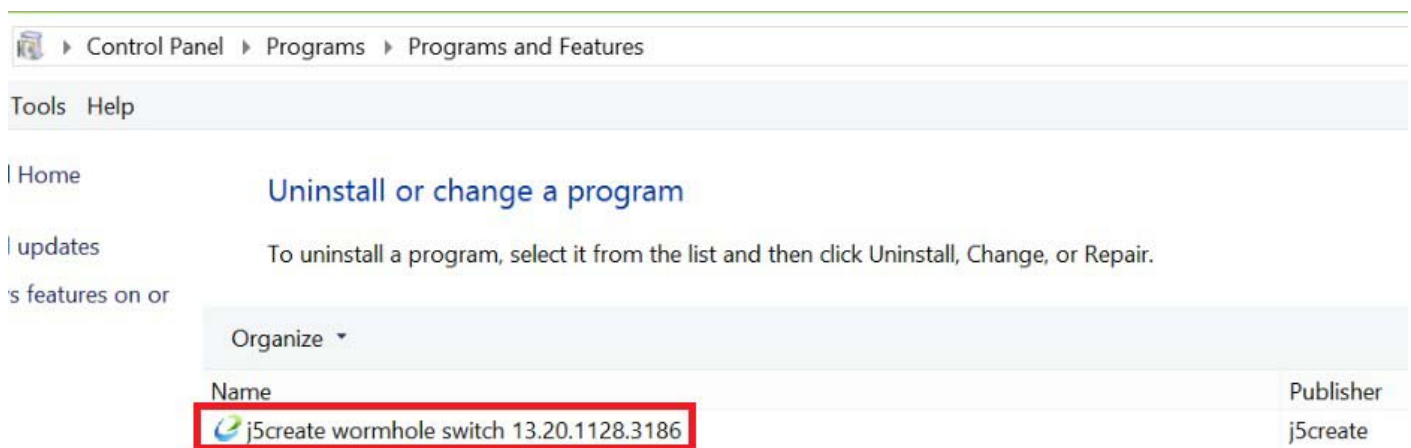 Control Panel Programs Programs and Features
Tools Help
Home
Uninstall or change a program
updates
To uninstall a program, select it from the list and then click Uninstall, Change, or Repair.
s features on or
Organize
Name Publisher
j5create wormhole switch 13.20.1128.3186 j5create